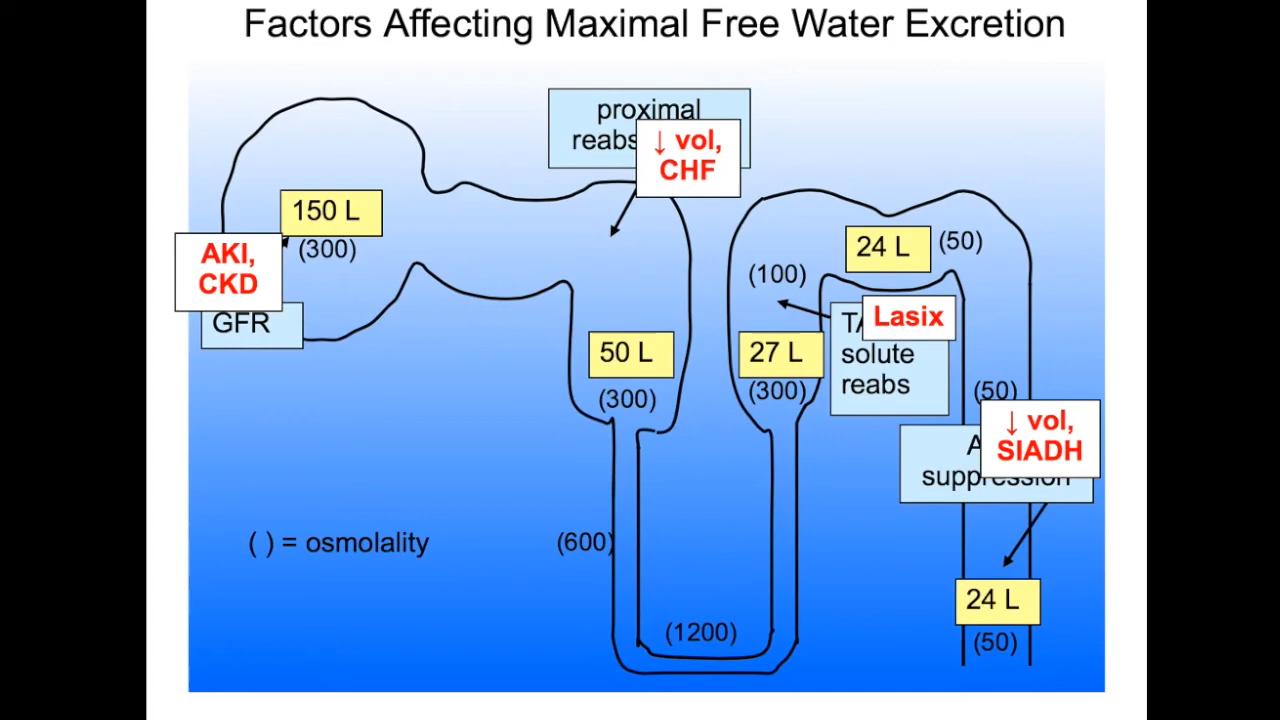 Factors Affecting Maximal Free Water Excretion
proximal
↓ vol,
CHF
150 L
(300)
AKI,
CKD
GFR
24 L
(50)
(100)
Lasix
solute
reabs
50 L
(300)
27 L
(300)
(50)
↓ vol,
SIADH
suppression
( ) = osmolality
(600)
(1200)
24 L
(50)